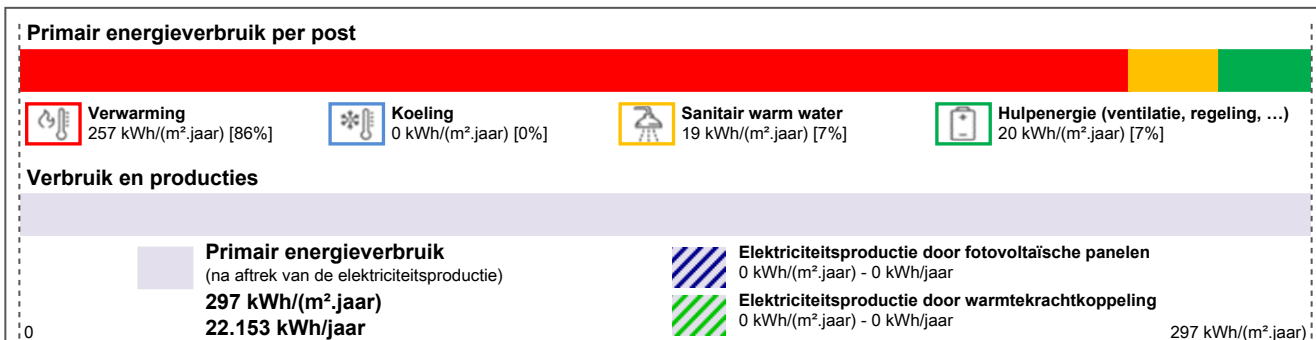 Primair energieverbruik per post
Verwarming
257 kWh/(m².jaar) [86%]
Koeling
0 kWh/(m².jaar) [0%]
Sanitair warm water
19 kWh/(m².jaar) [7%]
Hulpenergie (ventilatie, regeling, …)
20 kWh/(m².jaar) [7%]
Verbruik en producties
Primair energieverbruik
(na aftrek van de elektriciteitsproductie)
297 kWh/(m².jaar)
22.153 kWh/jaar
Elektriciteitsproductie door fotovoltaïsche panelen
0 kWh/(m².jaar) - 0 kWh/jaar
Elektriciteitsproductie door warmtekrachtkoppeling
0 kWh/(m².jaar) - 0 kWh/jaar
0
297 kWh/(m².jaar)